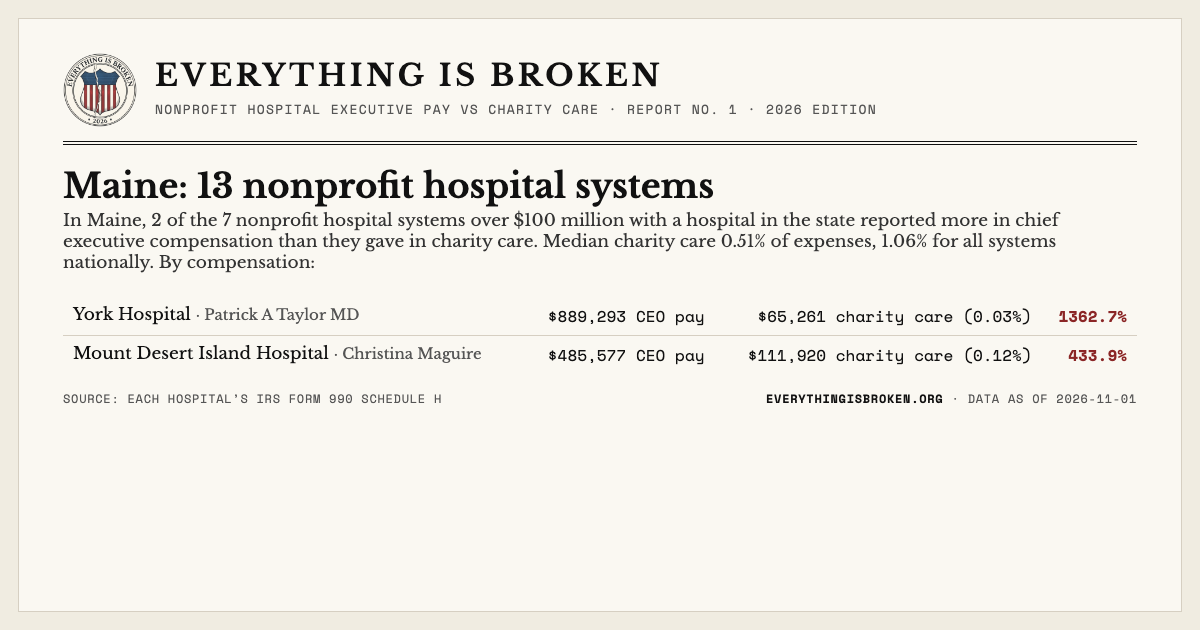 EVERYTHING IS BROKEN
2026
EVERYTHING IS BROKEN
NONPROFIT HOSPITAL EXECUTIVE PAY VS CHARITY CARE · REPORT NO. 1 · 2026 EDITION
Maine: 13 nonprofit hospital systems
In Maine, 2 of the 7 nonprofit hospital systems over $100 million with a hospital in the state reported more in chief
executive compensation than they gave in charity care. Median charity care 0.51% of expenses, 1.06% for all systems
nationally. By compensation:
York Hospital · Patrick A Taylor MD $889,293 CEO pay $65,261 charity care (0.03%) 1362.7%
Mount Desert Island Hospital · Christina Maguire $485,577 CEO pay $111,920 charity care (0.12%) 433.9%
SOURCE: EACH HOSPITAL'S IRS FORM 990 SCHEDULE H EVERYTHINGISBROKEN.ORG · DATA AS OF 2026-11-01